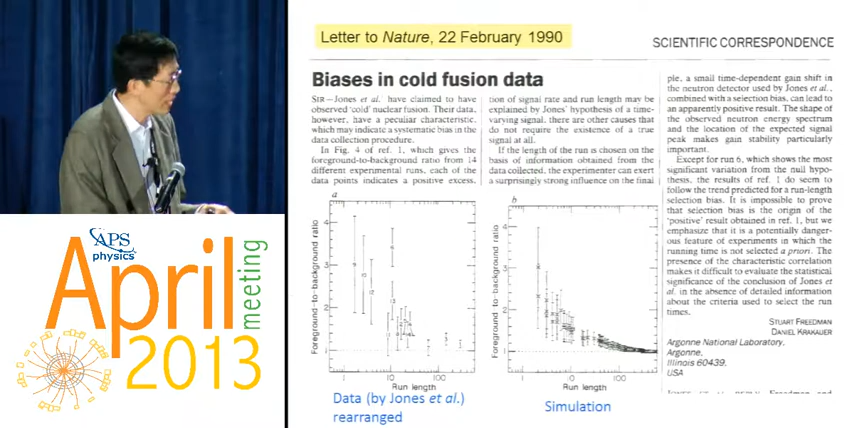 Letter to Nature, 22 February 1990
SCIENTIFIC CORRESPONDENCE
Biases in cold fusion data
SIR—Jones et al. have claimed to have
observed 'cold' nuclear fusion. Their data,
however, have a peculiar characteristic,
which may indicate a systematic bias in the
data collection procedure.
In Fig. 4 of ref. 1, which gives the
foreground-to-background ratio from 14
different experimental runs, each of the
data points indicates a positive excess,
tion of signal rate and run length may be
explained by Jones' hypothesis of a time-
varying signal, there are other causes that
do not require the existence of a true
signal at all.
If the length of the run is chosen on the
basis of information obtained from the
data collected, the experimenter can exert
a surprisingly strong influence on the final
ple, a small time-dependent gain shift in
the neutron detector used by Jones et al.,
combined with a selection bias, can lead to
an apparently positive result. The shape of
the observed neutron energy spectrum
and the location of the expected signal
peak makes gain stability particularly
important.
Except for run 6, which shows the most
significant variation from the null hypo-
thesis, the results of ref. 1 do seem to
follow the trend predicted for a run-length
selection bias. It is impossible to prove
that selection bias is the origin of the
'positive' result obtained in ref. 1, but we
emphasize that it is a potentially danger-
ous feature of experiments in which the
running time is not selected a priori. The
presence of the characteristic correlation
makes it difficult to evaluate the statistical
significance of the conclusion of Jones et
al. in the absence of detailed information
about the criteria used to select the run
times.
STUART FREEDMAN
DANIEL KRAKAUER
Argonne National Laboratory,
Argonne,
Illinois 60439,
USA
a
Foreground-to-background ratio
4
3
2
1
1
10
100
Run length
b
Foreground-to-background ratio
4
3
2
1
1
10
100
Run length
Data (by Jones et al.)
rearranged
Simulation
APS
physics
April
meeting
2013